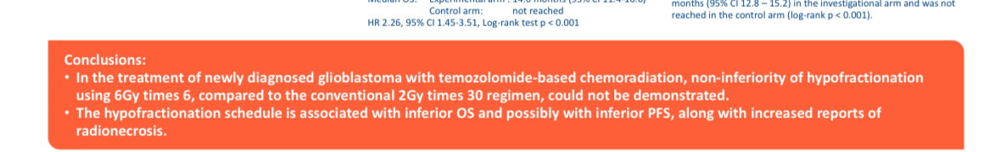 months (95% CI 12.8 – 15.2) in the investigational arm and was not
Control arm: not reached
reached in the control arm (log-rank p < 0.001).
HR 2.26, 95% CI 1.45-3.51, Log-rank test p < 0.001
Conclusions:
• In the treatment of newly diagnosed glioblastoma with temozolomide-based chemoradiation, non-inferiority of hypofractionation
using 6Gy times 6, compared to the conventional 2Gy times 30 regimen, could not be demonstrated.
• The hypofractionation schedule is associated with inferior OS and possibly with inferior PFS, along with increased reports of
radionecrosis.